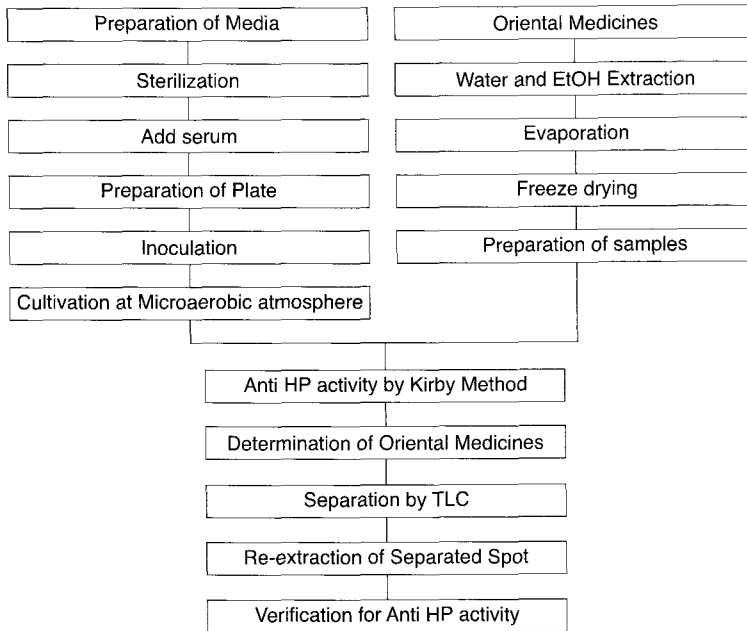 Preparation of Media
Sterilization
Add serum
Preparation of Plate
Inoculation
Cultivation at Microaerobic atmosphere
Oriental Medicines
Water and EtOH Extraction
Evaporation
Freeze drying
Preparation of samples
Anti HP activity by Kirby Method
Determination of Oriental Medicines
Separation by TLC
Re-extraction of Separated Spot
Verification for Anti HP activity